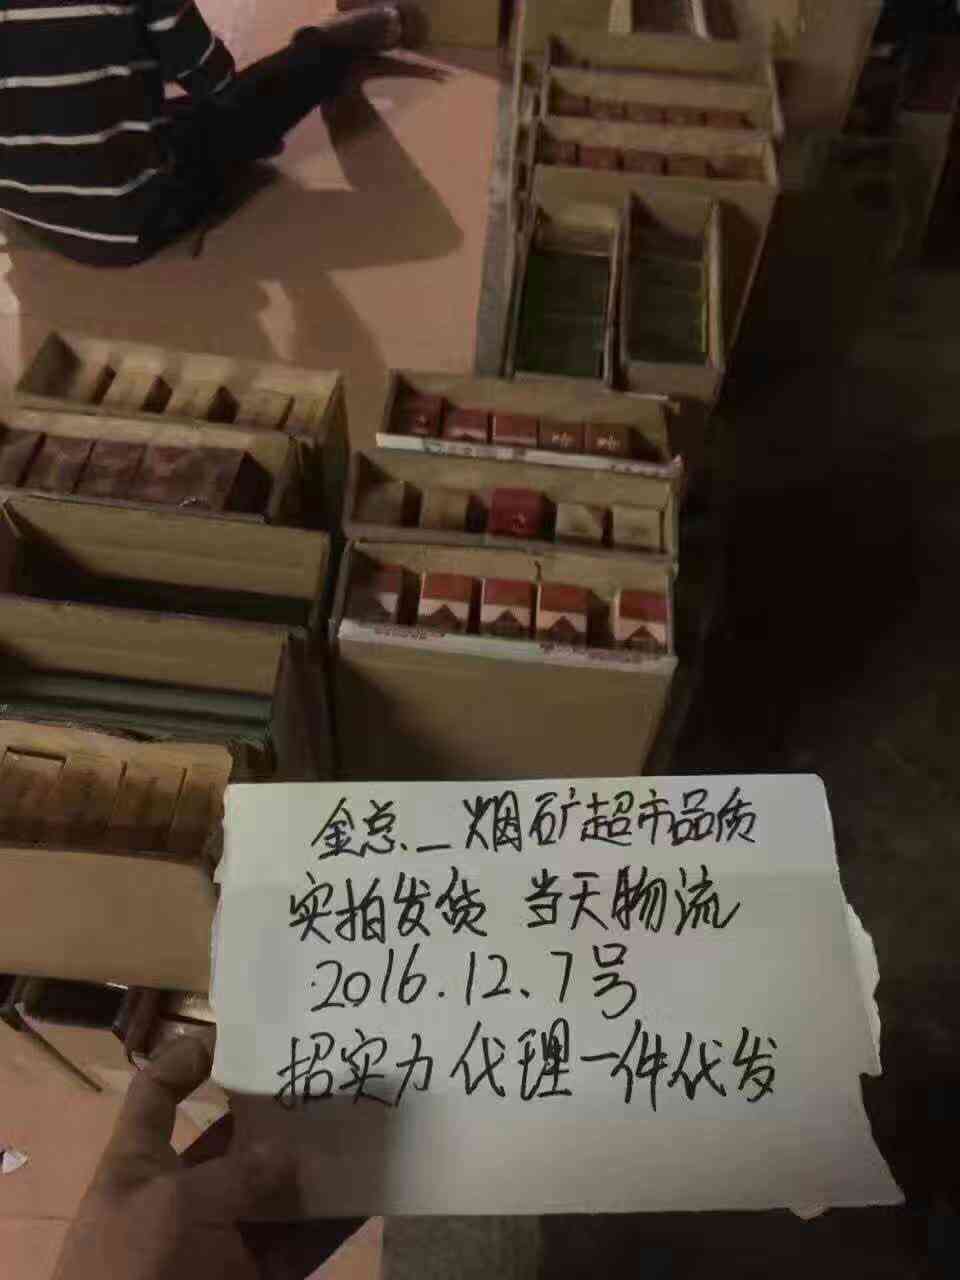 金总_烟矿超市品质
实拍发货 当天物流
2016.12、7号
招实力代理一件代发